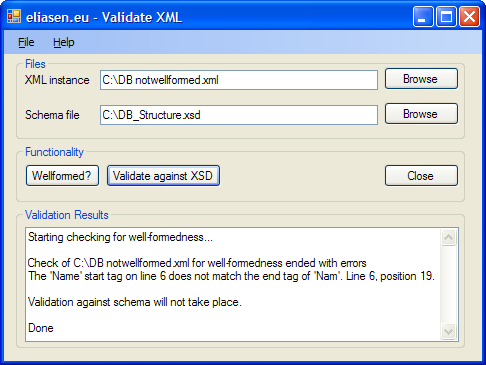 eliasen.eu - Validate XML
File Help
Files
XML instance C:\DB notwellformed.xml Browse
Schema file C:\DB_Structure.xsd Browse
Functionality
Wellformed? Validate against XSD Close
Validation Results
Starting checking for well-formedness...
Check of C:\DB notwellformed.xml for well-formedness ended with errors
The 'Name' start tag on line 6 does not match the end tag of 'Nam'. Line 6, position 19.
Validation against schema will not take place.
Done